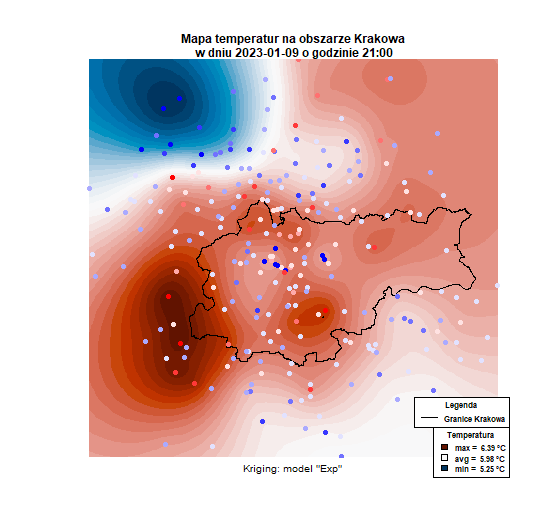 Mapa temperatur na obszarze Krakowa
w dniu 2023-01-09 o godzinie 21:00
Legenda
Granice Krakowa
Temperatura
max = 6.39 °C
avg = 5.98 °C
min = 5.25 °C
Kriging: model "Exp"